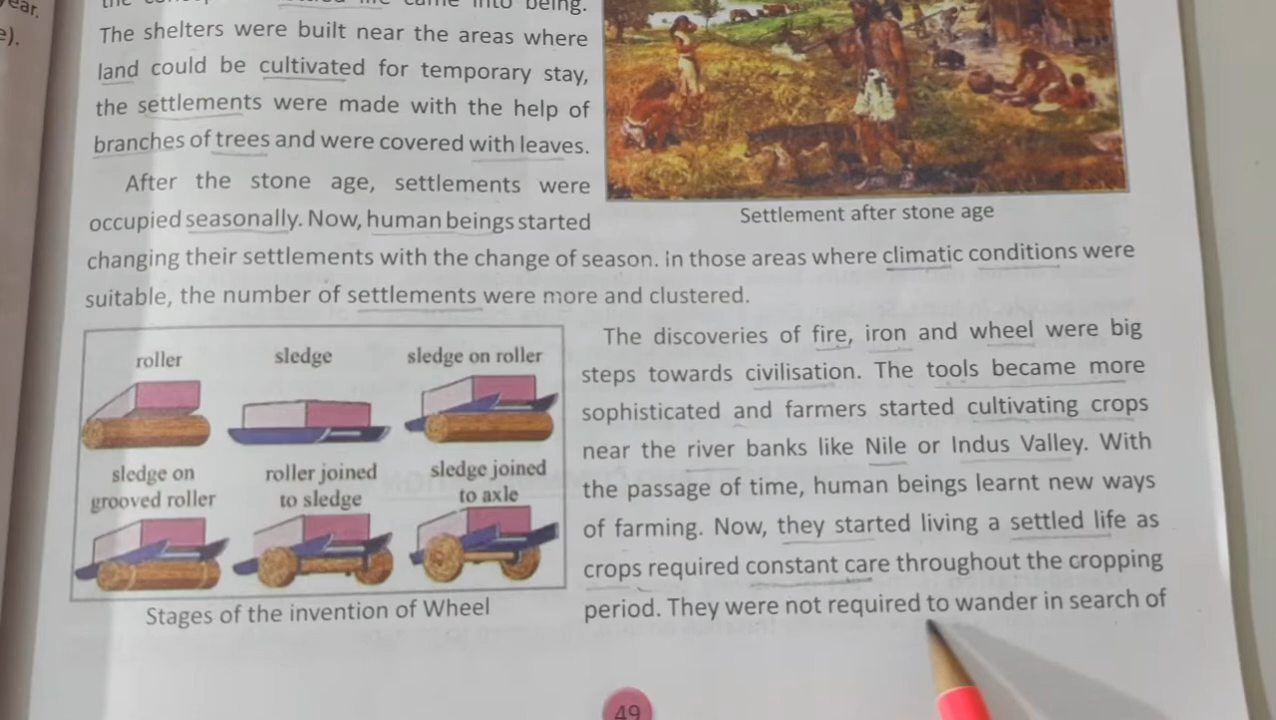 ear.
e).
being.
The shelters were built near the areas where
land could be cultivated for temporary stay,
the settlements were made with the help of
branches of trees and were covered with leaves.
After the stone age, settlements were
occupied seasonally. Now, human beings started
Settlement after stone age
changing their settlements with the change of season. In those areas where climatic conditions were
suitable, the number of settlements were more and clustered.
roller
sledge
sledge on roller
sledge on
grooved roller
roller joined
to sledge
sledge joined
to axle
Stages of the invention of Wheel
The discoveries of fire, iron and wheel were big
steps towards civilisation. The tools became more
sophisticated and farmers started cultivating crops
near the river banks like Nile or Indus Valley. With
the passage of time, human beings learnt new ways
of farming. Now, they started living a settled life as
crops required constant care throughout the cropping
period. They were not required to wander in search of
49